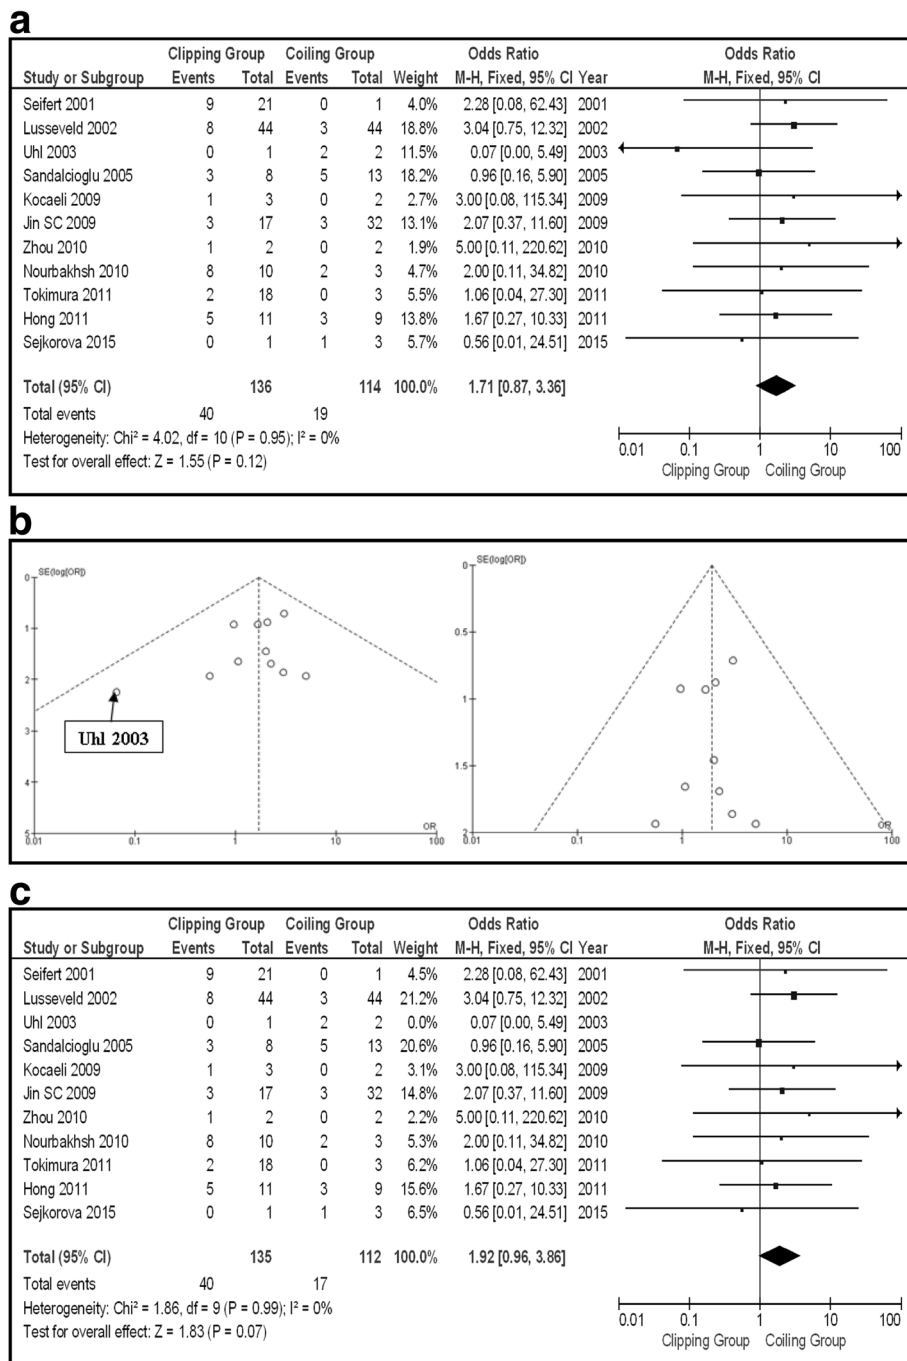 a
Clipping Group Coiling Group Odds Ratio Odds Ratio
Study or Subgroup Events Total Events Total Weight M-H, Fixed, 95% CI Year M-H, Fixed, 95% CI
Seifert 2001 9 21 0 1 4.0% 2.28 [0.08, 62.43] 2001
Lusseveld 2002 8 44 3 44 18.8% 3.04 [0.75, 12.32] 2002
Uhl 2003 0 1 2 2 11.5% 0.07 [0.00, 5.49] 2003
Sandalcioglu 2005 3 8 5 13 18.2% 0.96 [0.16, 5.90] 2005
Kocaeli 2009 1 3 0 2 2.7% 3.00 [0.08, 115.34] 2009
Jin SC 2009 3 17 3 32 13.1% 2.07 [0.37, 11.60] 2009
Zhou 2010 1 2 0 2 1.9% 5.00 [0.11, 220.62] 2010
Nourbakhsh 2010 8 10 2 3 4.7% 2.00 [0.11, 34.82] 2010
Tokimura 2011 2 18 0 3 5.5% 1.06 [0.04, 27.30] 2011
Hong 2011 5 11 3 9 13.8% 1.67 [0.27, 10.33] 2011
Sejkorova 2015 0 1 1 3 5.7% 0.56 [0.01, 24.51] 2015
Total (95% CI) 136 114 100.0% 1.71 [0.87, 3.36]
Total events 40 19
Heterogeneity: Chi² = 4.02, df = 10 (P = 0.95); I² = 0%
Test for overall effect: Z = 1.55 (P = 0.12)
0.01 0.1 1 10 100
Clipping Group Coiling Group
b
SE(log[OR])
0
1
2
3
4
5
Uhl 2003
OR
0.01 0.1 1 10 100
SE(log[OR])
0
0.5
1
1.5
2
OR
0.01 0.1 1 10 100
c
Clipping Group Coiling Group Odds Ratio Odds Ratio
Study or Subgroup Events Total Events Total Weight M-H, Fixed, 95% CI Year M-H, Fixed, 95% CI
Seifert 2001 9 21 0 1 4.5% 2.28 [0.08, 62.43] 2001
Lusseveld 2002 8 44 3 44 21.2% 3.04 [0.75, 12.32] 2002
Uhl 2003 0 1 2 2 0.0% 0.07 [0.00, 5.49] 2003
Sandalcioglu 2005 3 8 5 13 20.6% 0.96 [0.16, 5.90] 2005
Kocaeli 2009 1 3 0 2 3.1% 3.00 [0.08, 115.34] 2009
Jin SC 2009 3 17 3 32 14.8% 2.07 [0.37, 11.60] 2009
Zhou 2010 1 2 0 2 2.2% 5.00 [0.11, 220.62] 2010
Nourbakhsh 2010 8 10 2 3 5.3% 2.00 [0.11, 34.82] 2010
Tokimura 2011 2 18 0 3 6.2% 1.06 [0.04, 27.30] 2011
Hong 2011 5 11 3 9 15.6% 1.67 [0.27, 10.33] 2011
Sejkorova 2015 0 1 1 3 6.5% 0.56 [0.01, 24.51] 2015
Total (95% CI) 135 112 100.0% 1.92 [0.96, 3.86]
Total events 40 17
Heterogeneity: Chi² = 1.86, df = 9 (P = 0.99); I² = 0%
Test for overall effect: Z = 1.83 (P = 0.07)
0.01 0.1 1 10 100
Clipping Group Coiling Group